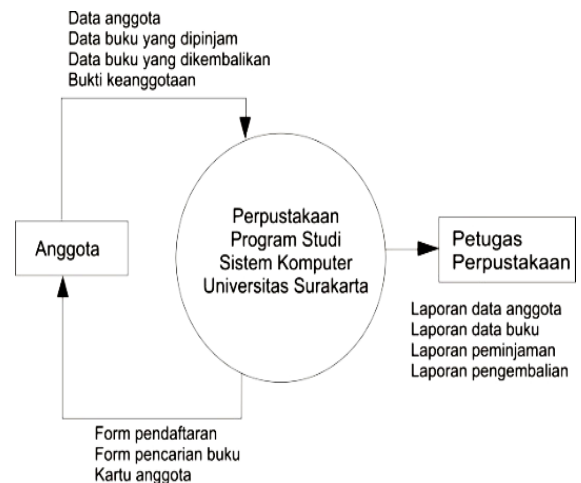 Data anggota
Data buku yang dipinjam
Data buku yang dikembalikan
Bukti keanggotaan
Anggota
Perpustakaan
Program Studi
Sistem Komputer
Universitas Surakarta
Petugas
Perpustakaan
Laporan data anggota
Laporan data buku
Laporan peminjaman
Laporan pengembalian
Form pendaftaran
Form pencarian buku
Kartu anggota